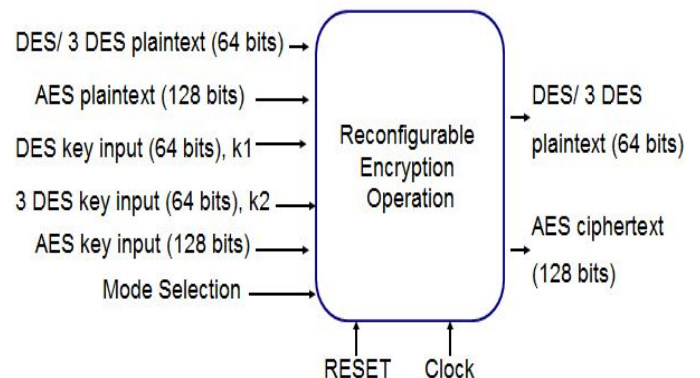 DES/ 3 DES plaintext (64 bits)
AES plaintext (128 bits)
DES key input (64 bits), k1
3 DES key input (64 bits), k2
AES key input (128 bits)
Mode Selection
Reconfigurable
Encryption
Operation
DES/ 3 DES
plaintext (64 bits)
AES ciphertext
(128 bits)
RESET
Clock